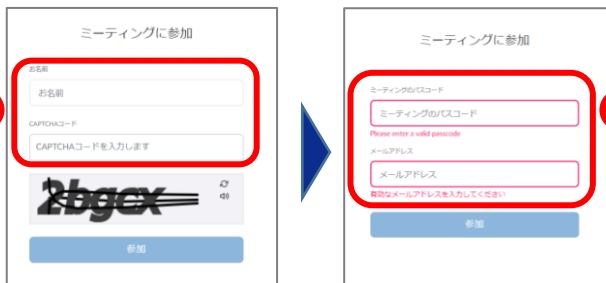 ミーティングに参加
お名前
お名前
CAPTCHAコード
CAPTCHAコードを入力します
2bgcx
参加
ミーティングに参加
ミーティングのパスコード
ミーティングのパスコード
Please enter a valid passcode
メールアドレス
メールアドレス
有効なメールアドレスを入力してください
参加